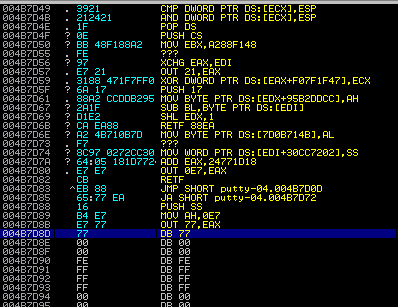 004B7D49 . 3921 CMP DWORD PTR DS:[ECX],ESP
004B7D4B . 212421 AND DWORD PTR DS:[ECX],ESP
004B7D4E . 1F POP DS
004B7D4F ? 0E PUSH CS
004B7D50 > BB 48F188A2 MOV EBX,A288F148
004B7D55 . FE ???
004B7D56 ? 97 XCHG EAX,EDI
004B7D57 . E7 21 OUT 21,EAX
004B7D59 . 3188 471F7FF0 XOR DWORD PTR DS:[EAX+F07F1F47],ECX
004B7D5F ? 6A 17 PUSH 17
004B7D61 . 88A2 CCDDB295 MOV BYTE PTR DS:[EDX+95B2DDCC],AH
004B7D67 ? 2A1F SUB BL,BYTE PTR DS:[EDI]
004B7D69 > D1E2 SHL EDX,1
004B7D6B ? CA EA88 RETF 88EA
004B7D6E ? A2 4B710B7D MOV BYTE PTR DS:[7D0B714B],AL
004B7D73 . F7 ???
004B7D74 ? 8C97 0272CC30 MOV WORD PTR DS:[EDI+30CC7202],SS
004B7D7A > 64:05 181D772 ADD EAX,24771D18
004B7D80 . E7 E7 OUT 0E7,EAX
004B7D82 CB RETF
004B7D83 ^EB 88 JMP SHORT putty-04.004B7D0D
004B7D85 65:77 EA JA SHORT putty-04.004B7D72
004B7D88 16 PUSH SS
004B7D89 B4 E7 MOV AH,0E7
004B7D8B E7 77 OUT 77,EAX
004B7D8D 77 DB 77
004B7D8E 00 DB 00
004B7D8F 00 DB 00
004B7D90 FE DB FE
004B7D91 FF DB FF
004B7D92 FF DB FF
004B7D93 FF DB FF
004B7D94 00 DB 00
004B7D95 00 DB 00